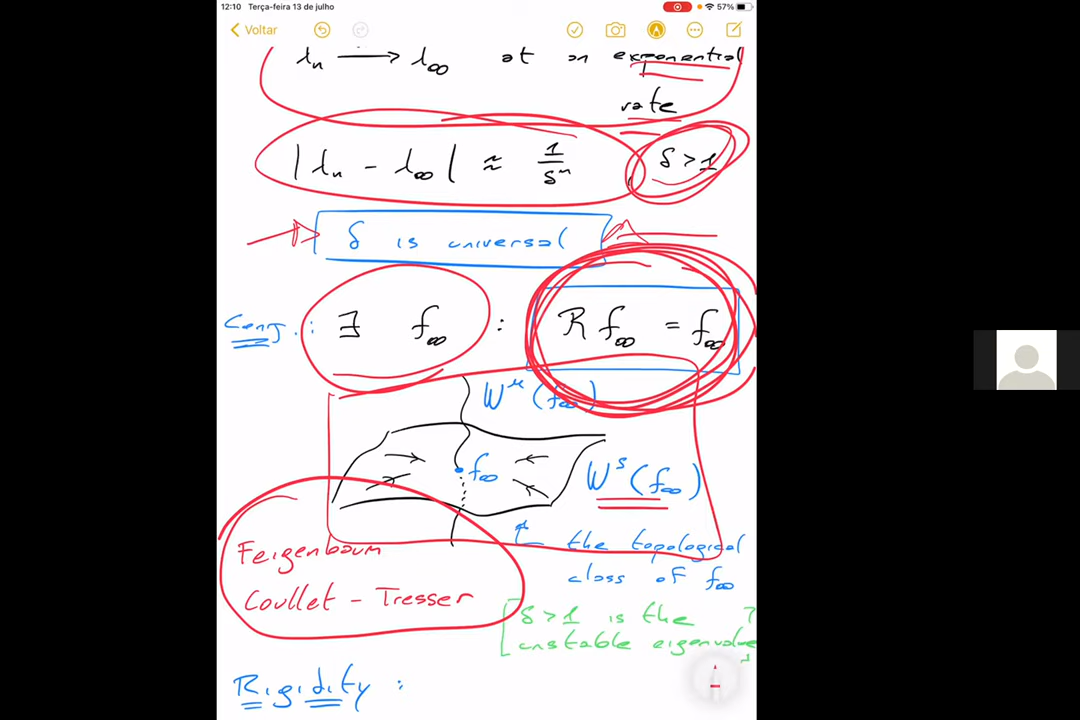 12:10 Terça-feira 13 de julho 57%
Voltar
λn → λ∞ at an exponential
rate
|λn - λ∞| ≈ 1/δ^n δ > 1
δ is universal
Conj.: ∃ f∞ : R f∞ = f∞
W^u (f∞)
f∞
W^s (f∞)
the topological
class of f∞
Feigenbaum
Coullet - Tresser
δ > 1 is the
unstable eigenvalue
Rigidity :